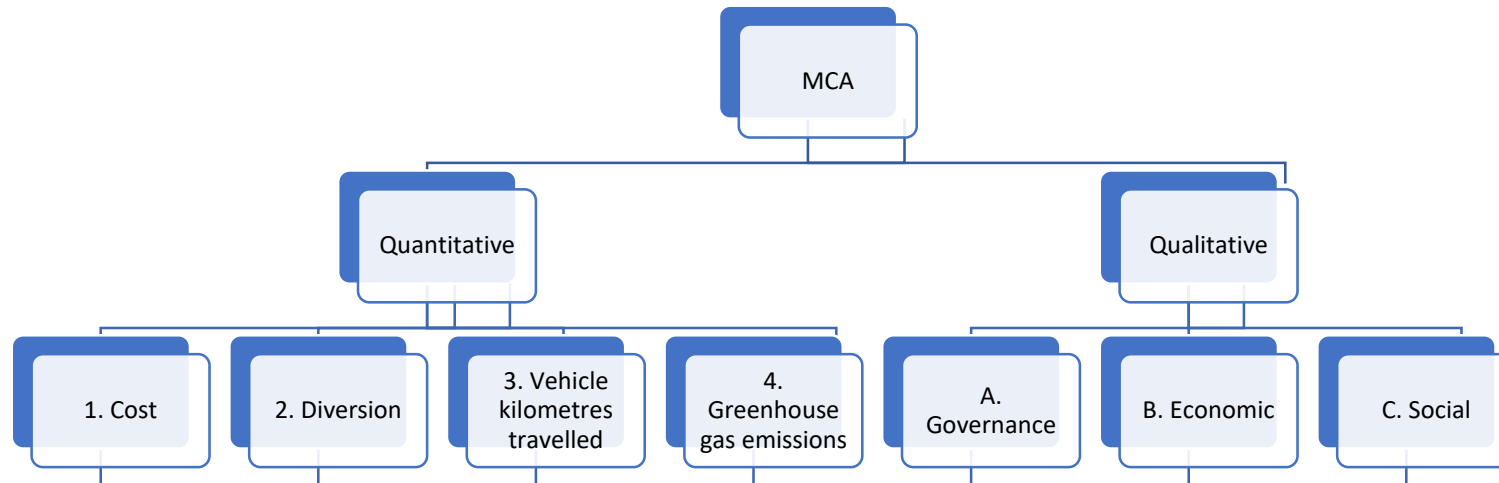 MCA
Quantitative
Qualitative
1. Cost
2. Diversion
3. Vehicle
kilometres
travelled
4.
Greenhouse
gas emissions
A.
Governance
B. Economic
C. Social